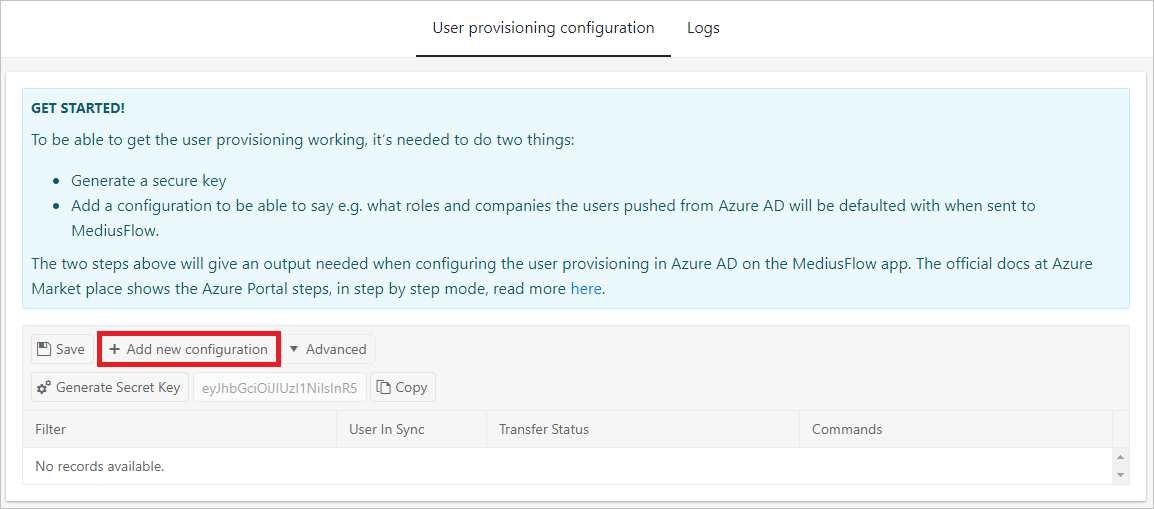 User provisioning configuration Logs
GET STARTED!
To be able to get the user provisioning working, it's needed to do two things:
• Generate a secure key
• Add a configuration to be able to say e.g. what roles and companies the users pushed from Azure AD will be defaulted with when sent to
MediusFlow.
The two steps above will give an output needed when configuring the user provisioning in Azure AD on the MediusFlow app. The official docs at Azure
Market place shows the Azure Portal steps, in step by step mode, read more here.
Save + Add new configuration Advanced
Generate Secret Key eyJhbGciOiJIUzI1NiIsInR5 Copy
Filter User In Sync Transfer Status Commands
No records available.